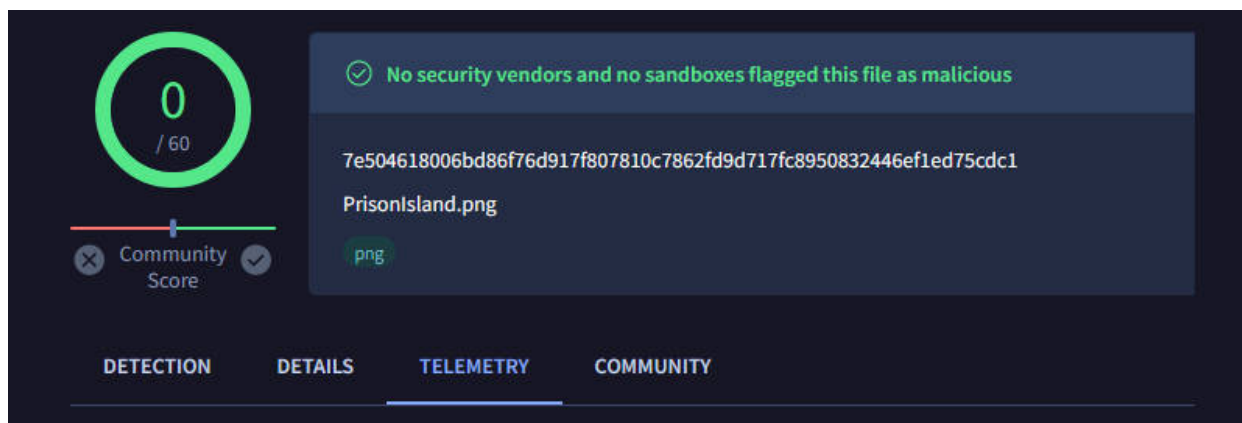 0
/ 60
Community
Score
No security vendors and no sandboxes flagged this file as malicious
7e504618006bd86f76d917f807810c7862fd9d717fc8950832446ef1ed75cdc1
PrisonIsland.png
png
DETECTION DETAILS TELEMETRY COMMUNITY